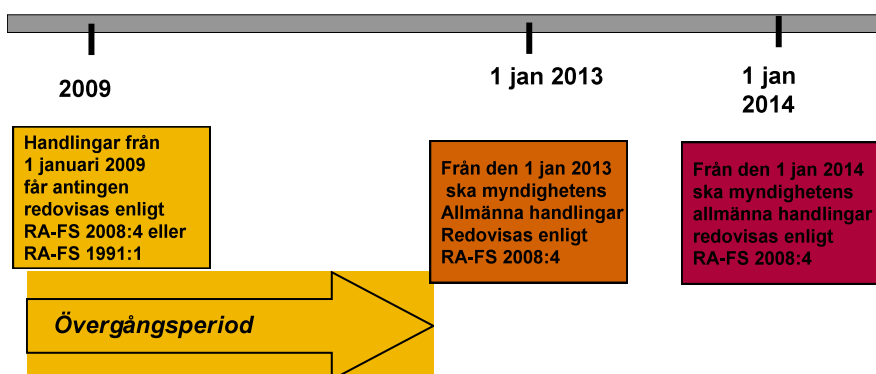 2009
1 jan 2013
1 jan
2014
Handlingar från
1 januari 2009
får antingen
redovisas enligt
RA-FS 2008:4 eller
RA-FS 1991:1
Från den 1 jan 2013
ska myndighetens
Allmänna handlingar
Redovisas enligt
RA-FS 2008:4
Från den 1 jan 2014
ska myndighetens
allmänna handlingar
redovisas enligt
RA-FS 2008:4
Övergångsperiod